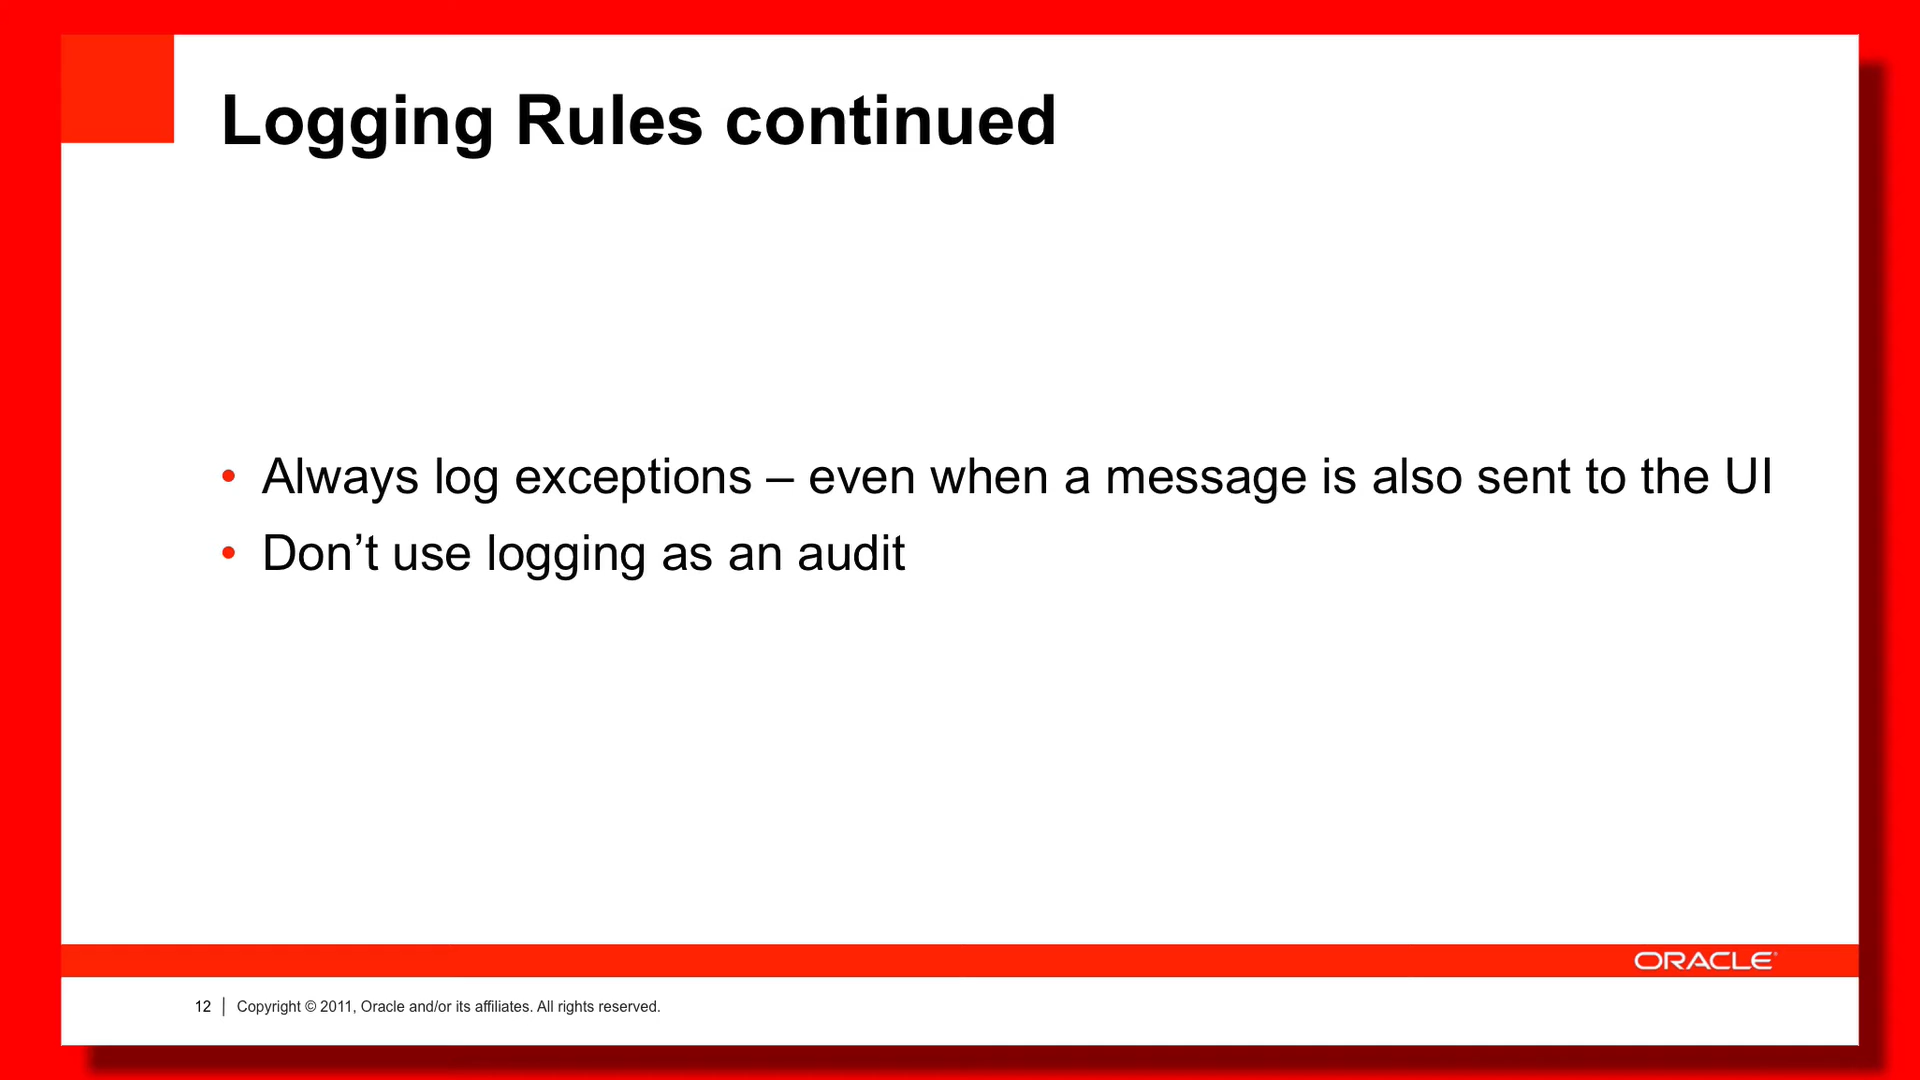 Logging Rules continued
• Always log exceptions – even when a message is also sent to the UI
• Don’t use logging as an audit
ORACLE
12 | Copyright © 2011, Oracle and/or its affiliates. All rights reserved.